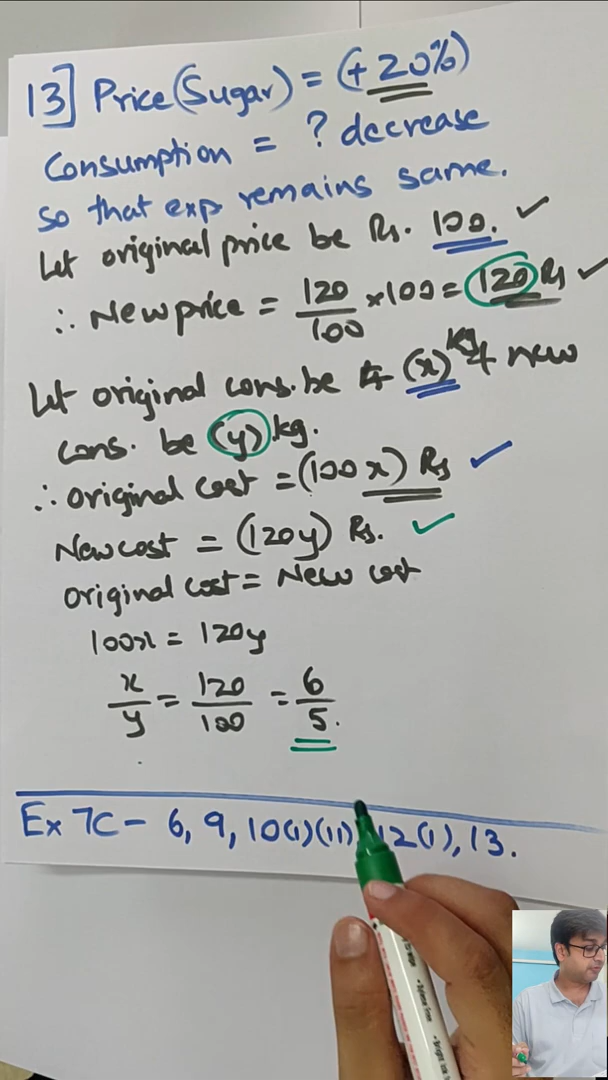 13] Price (Sugar) = (+20%)
Consumption = ? decrease
so that exp remains same.
Let original price be Rs. 100. ✓
∴ New price = 120/100 × 100 = 120 Rs ✓
Let original cons. be (x) kg & new
cons. be (y) kg.
∴ original cost = (100x) Rs ✓
New cost = (120y) Rs. ✓
original cost = New cost
100x = 120y
x/y = 120/100 = 6/5.
Ex 7C - 6, 9, 10(i)(ii) 12(i), 13.